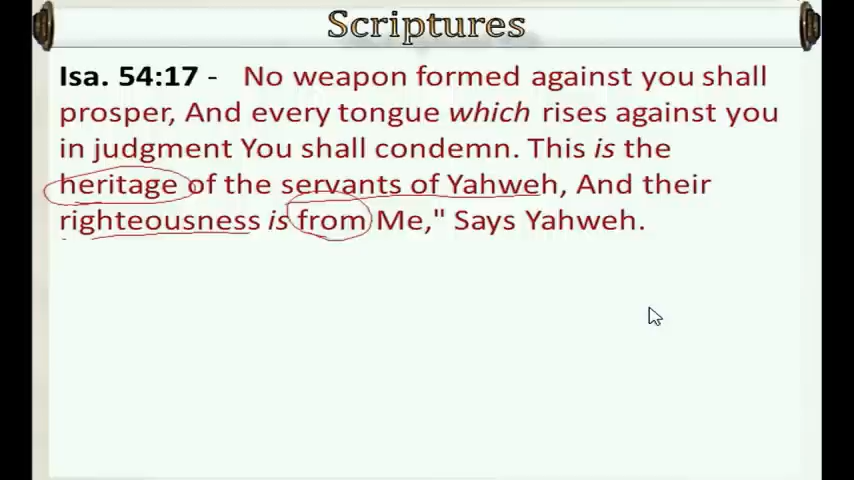 Scriptures
Isa. 54:17 - No weapon formed against you shall
prosper, And every tongue which rises against you
in judgment You shall condemn. This is the
heritage of the servants of Yahweh, And their
righteousness is from Me," Says Yahweh.